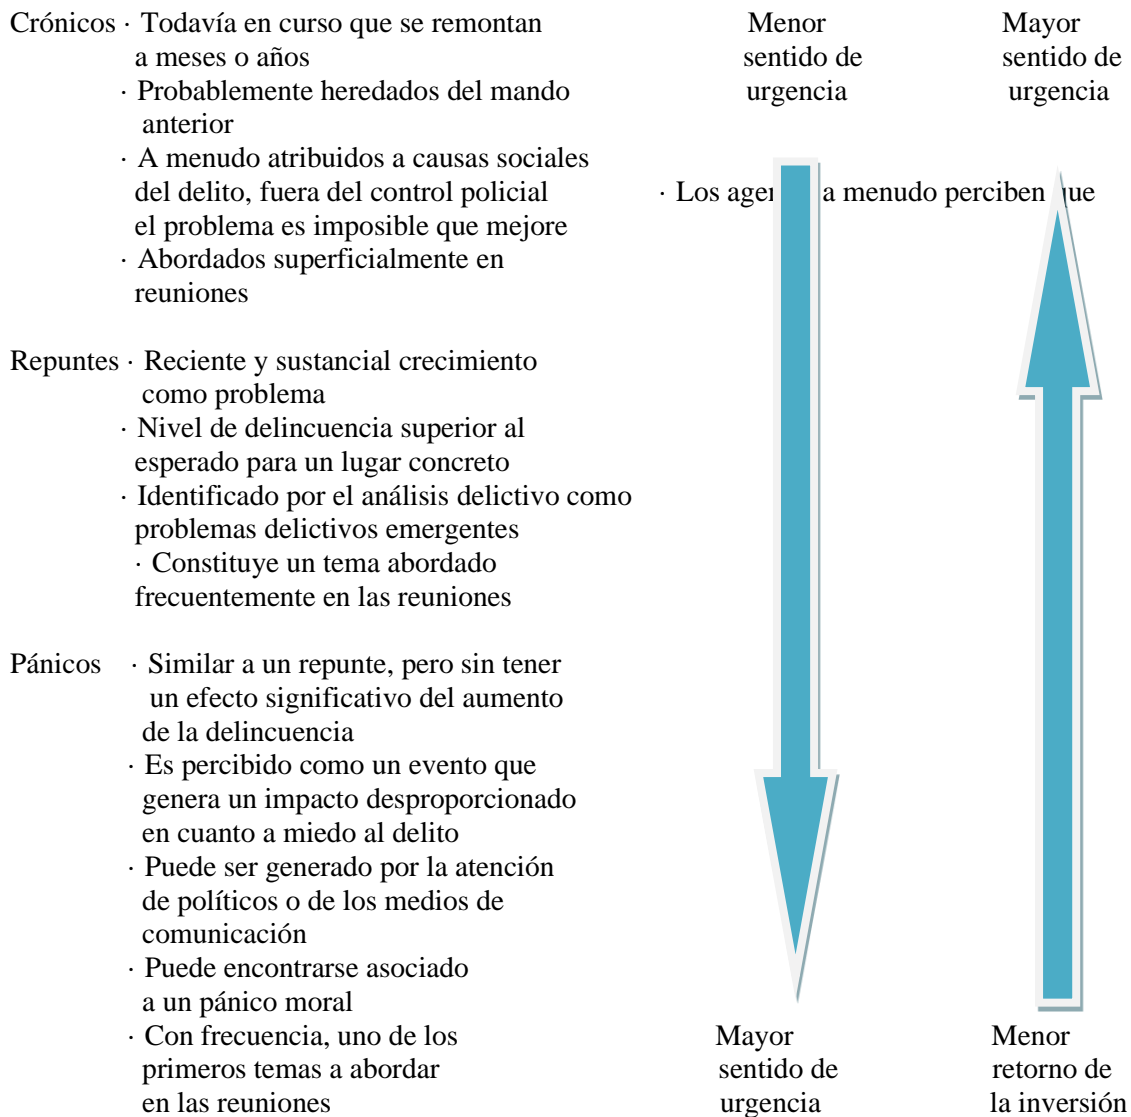 Crónicos · Todavía en curso que se remontan
a meses o años
· Probablemente heredados del mando
anterior
· A menudo atribuidos a causas sociales
del delito, fuera del control policial
· Los a menudo perciben
el problema es imposible que mejore
· Abordados superficialmente en
reuniones
Repuntes · Reciente y sustancial crecimiento
como problema
· Nivel de delincuencia superior al
esperado para un lugar concreto
· Identificado por el análisis delictivo como
problemas delictivos emergentes
· Constituye un tema abordado
frecuentemente en las reuniones
Pánicos · Similar a un repunte, pero sin tener
un efecto significativo del aumento
de la delincuencia
· Es percibido como un evento que
genera un impacto desproporcionado
en cuanto a miedo al delito
· Puede ser generado por la atención
de políticos o de los medios de
comunicación
· Puede encontrarse asociado
a un pánico moral
· Con frecuencia, uno de los
primeros temas a abordar
en las reuniones
Menor
sentido de
urgencia
Mayor
sentido de
urgencia
Mayor
sentido de
urgencia
Menor
retorno de
la inversión